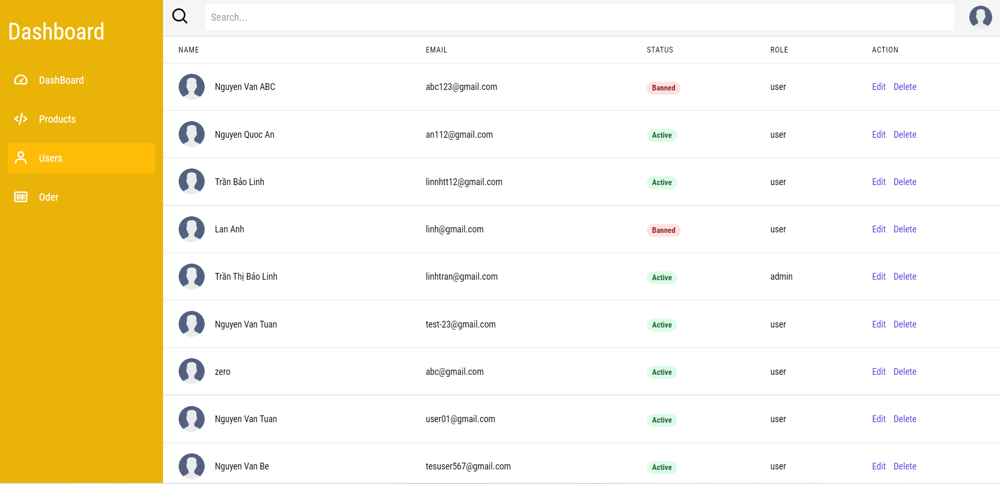 Dashboard
DashBoard
Products
Users
Oder
Search...
NAME EMAIL STATUS ROLE ACTION
Nguyen Van ABC abc123@gmail.com Banned user Edit Delete
Nguyen Quoc An an112@gmail.com Active user Edit Delete
Trần Bảo Linh linnhtt12@gmail.com Active user Edit Delete
Lan Anh linh@gmail.com Banned user Edit Delete
Trần Thị Bảo Linh linhtran@gmail.com Active admin Edit Delete
Nguyen Van Tuan test-23@gmail.com Active user Edit Delete
zero abc@gmail.com Active user Edit Delete
Nguyen Van Tuan user01@gmail.com Active user Edit Delete
Nguyen Van Be tesuser567@gmail.com Active user Edit Delete